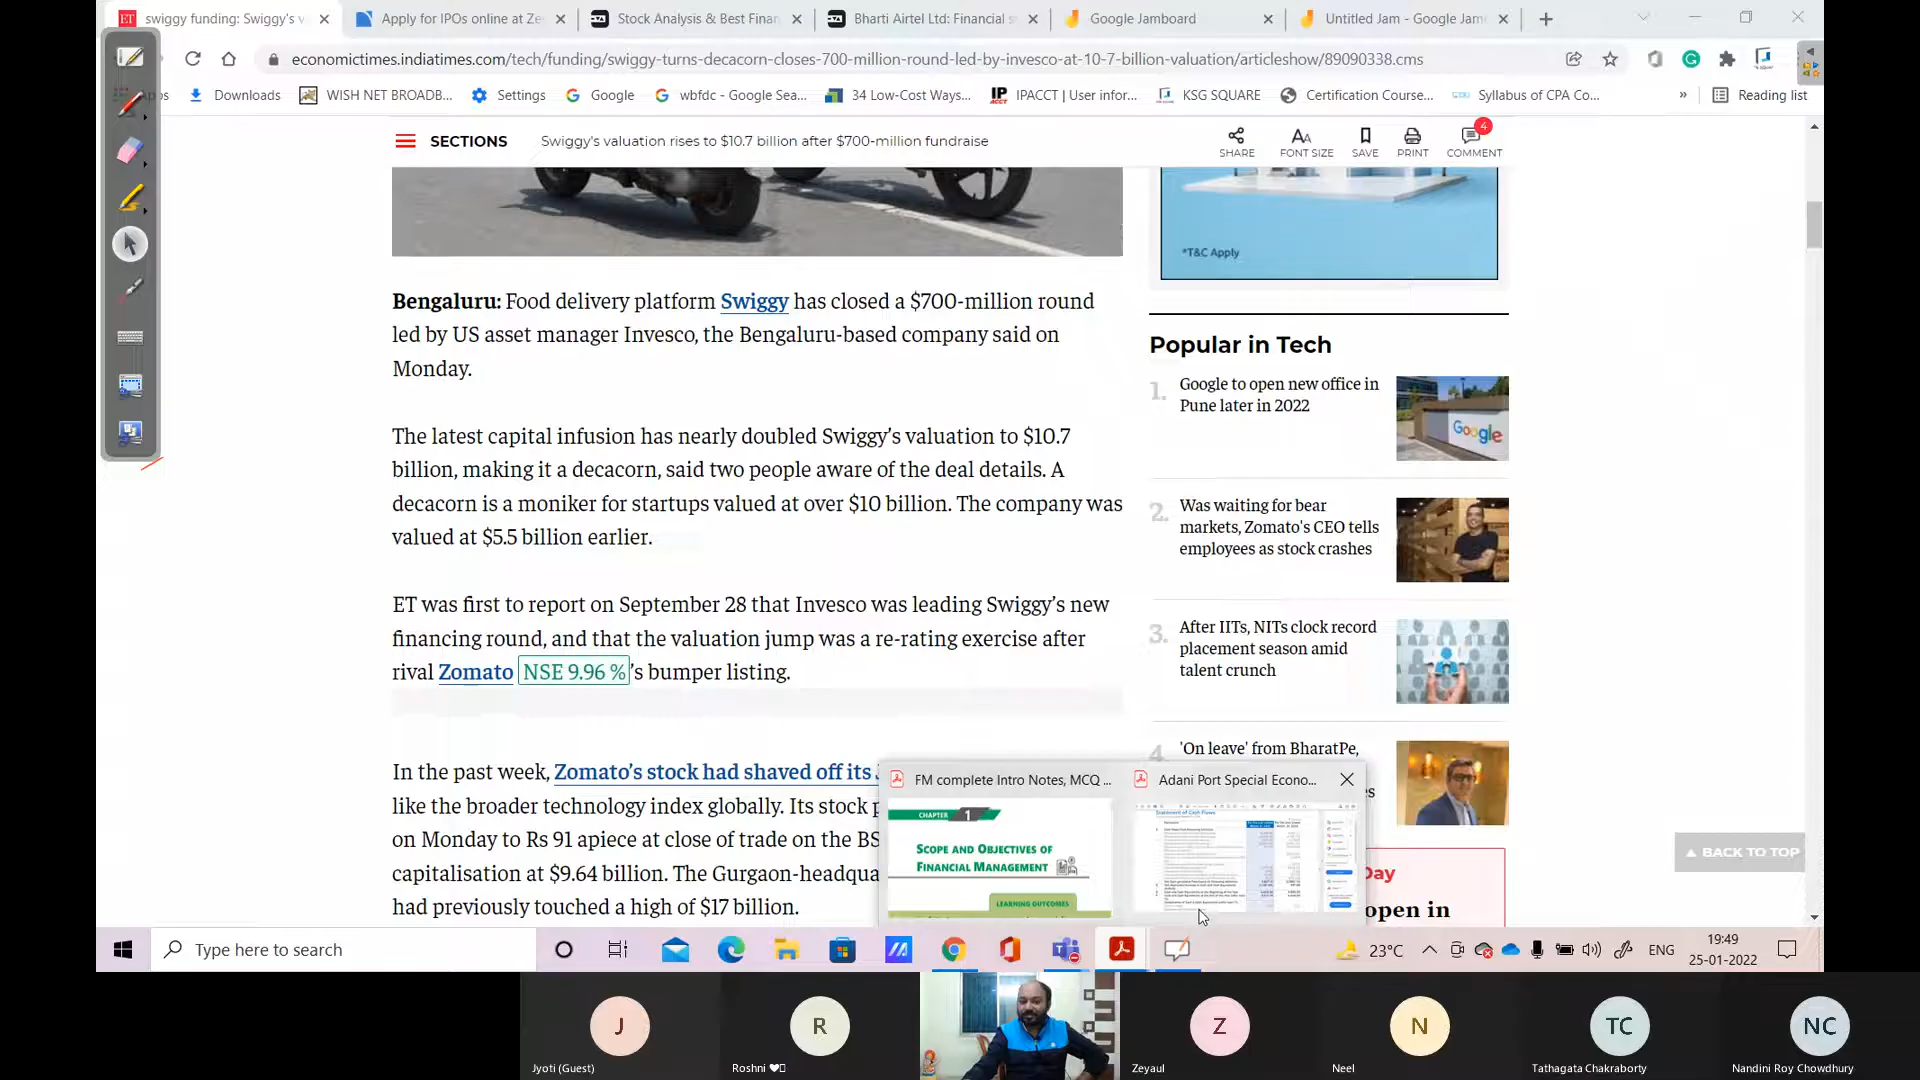 swiggy funding: Swiggy's v
Apply for IPOs online at Ze
Stock Analysis & Best Finan
Bharti Airtel Ltd: Financial s
Google Jamboard
Untitled Jam - Google Jam
economictimes.indiatimes.com/tech/funding/swiggy-turns-decacorn-closes-700-million-round-led-by-invesco-at-10-7-billion-valuation/articleshow/89090338.cms
Downloads
WISH NET BROADB...
Settings
Google
wbfdc - Google Sea...
34 Low-Cost Ways...
IPACCT | User infor...
KSG SQUARE
Certification Course...
Syllabus of CPA Co...
»
Reading list
SECTIONS
Swiggy's valuation rises to $10.7 billion after $700-million fundraise
SHARE
FONT SIZE
SAVE
PRINT
4
COMMENT
*T&C Apply
Bengaluru: Food delivery platform Swiggy has closed a $700-million round
led by US asset manager Invesco, the Bengaluru-based company said on
Monday.
The latest capital infusion has nearly doubled Swiggy's valuation to $10.7
billion, making it a decacorn, said two people aware of the deal details. A
decacorn is a moniker for startups valued at over $10 billion. The company was
valued at $5.5 billion earlier.
ET was first to report on September 28 that Invesco was leading Swiggy's new
financing round, and that the valuation jump was a re-rating exercise after
rival Zomato NSE 9.96 %'s bumper listing.
In the past week, Zomato's stock had shaved off its
like the broader technology index globally. Its stock p
on Monday to Rs 91 apiece at close of trade on the BS
capitalisation at $9.64 billion. The Gurgaon-headqua
had previously touched a high of $17 billion.
Popular in Tech
1. Google to open new office in
Pune later in 2022
2. Was waiting for bear
markets, Zomato's CEO tells
employees as stock crashes
3. After IITs, NITs clock record
placement season amid
talent crunch
4. 'On leave' from BharatPe,
es
Day
open in
BACK TO TOP
FM complete Intro Notes, MCQ ...
CHAPTER 1
SCOPE AND OBJECTIVES OF
FINANCIAL MANAGEMENT
LEARNING OUTCOMES
Adani Port Special Econo...
Statement of Cash Flows
Type here to search
23°C
ENG
19:49
25-01-2022
J
Jyoti (Guest)
R
Roshni
Z
Zeyaul
N
Neel
TC
Tathagata Chakraborty
NC
Nandini Roy Chowdhury